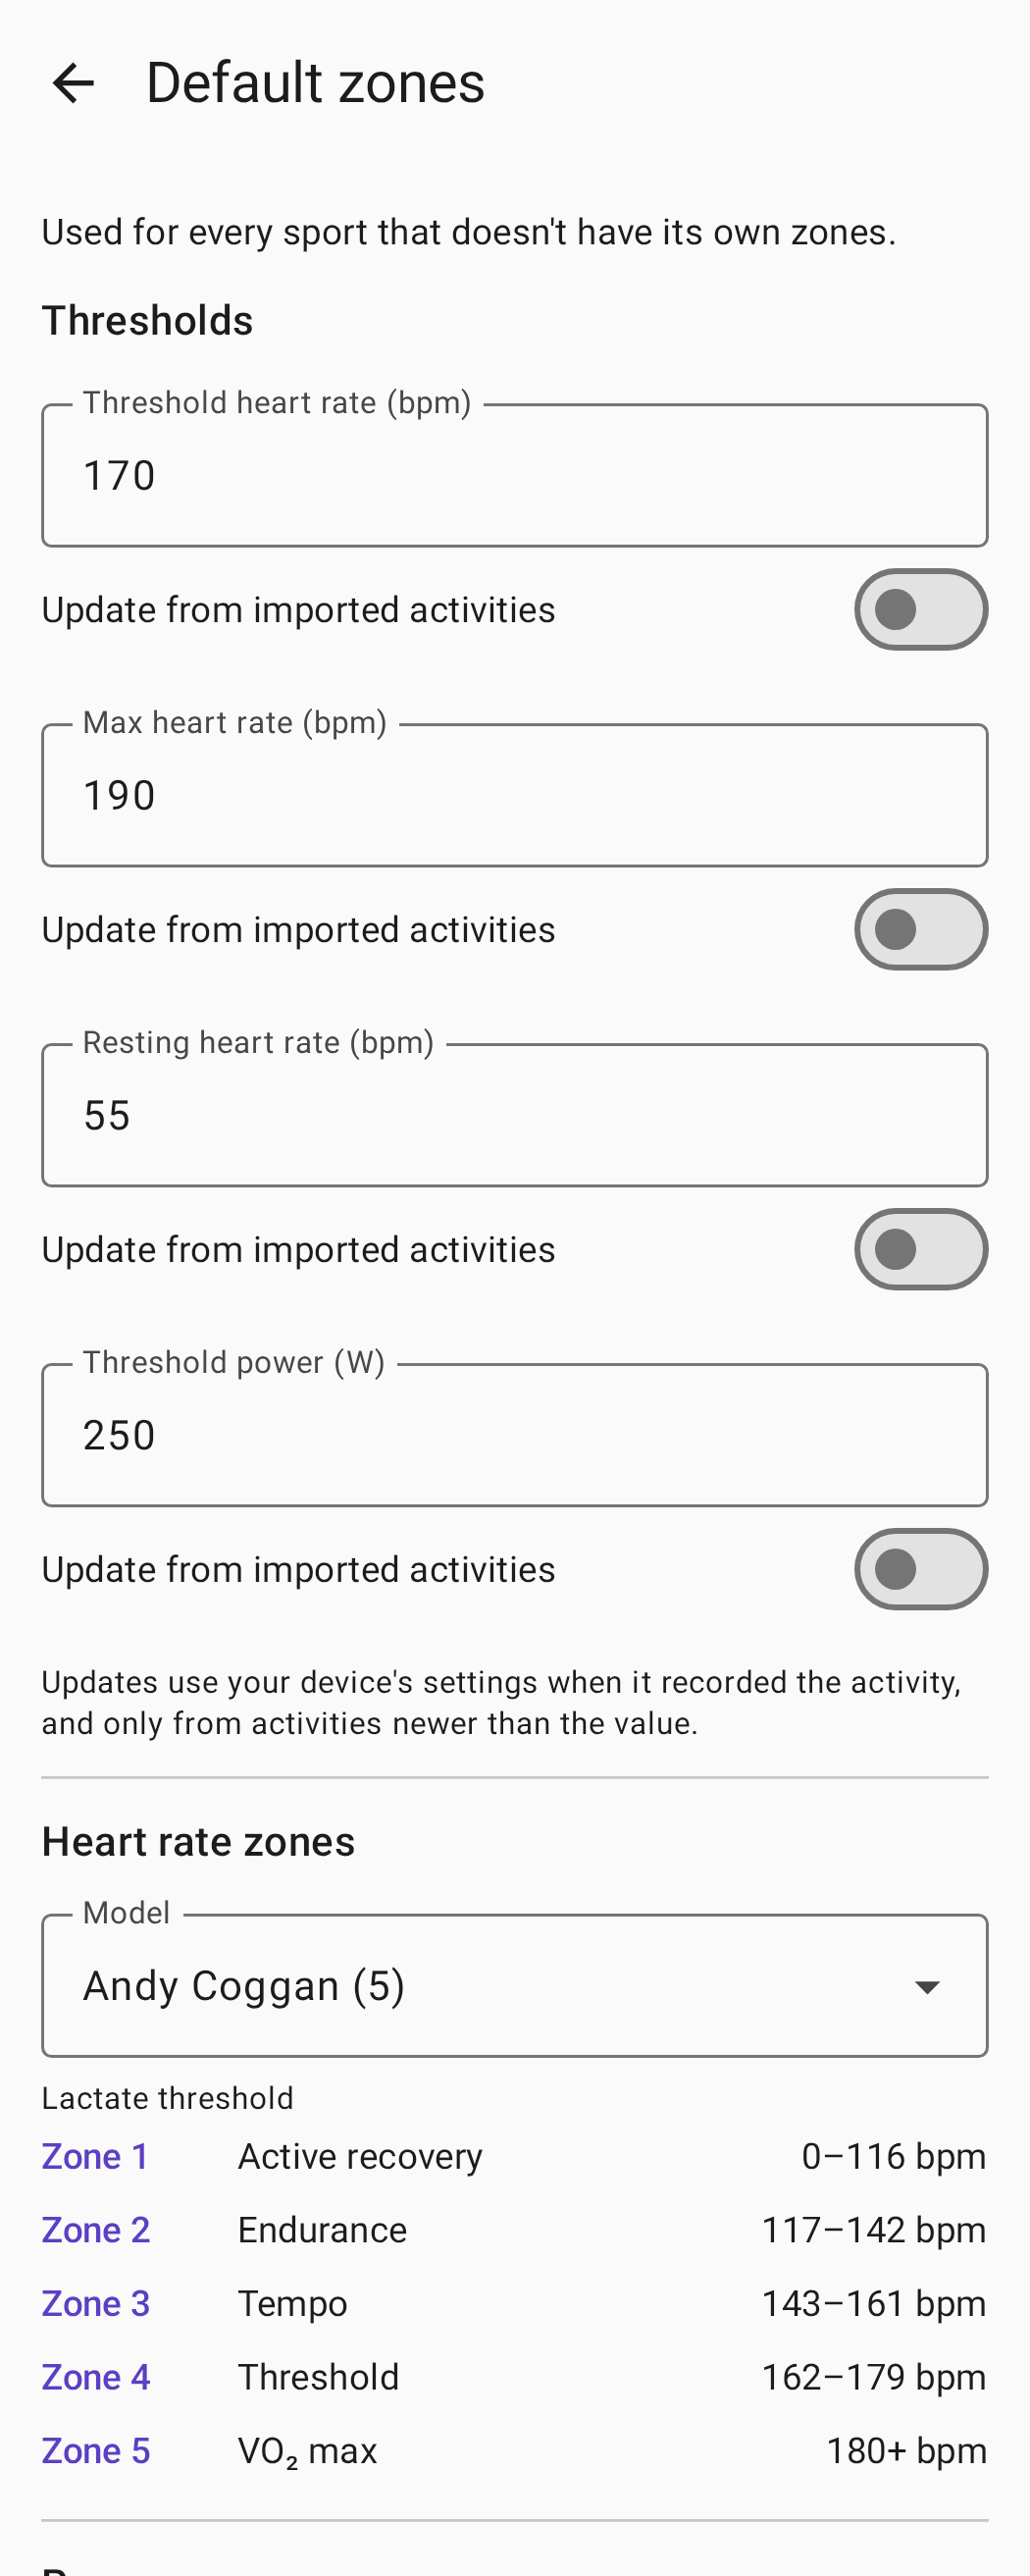 Default zones
Used for every sport that doesn't have its own zones.
Thresholds
Threshold heart rate (bpm)
170
Update from imported activities
Max heart rate (bpm)
190
Update from imported activities
Resting heart rate (bpm)
55
Update from imported activities
Threshold power (W)
250
Update from imported activities
Updates use your device's settings when it recorded the activity,
and only from activities newer than the value.
Heart rate zones
Model
Andy Coggan (5)
Lactate threshold
Zone 1 Active recovery 0–116 bpm
Zone 2 Endurance 117–142 bpm
Zone 3 Tempo 143–161 bpm
Zone 4 Threshold 162–179 bpm
Zone 5 VO₂ max 180+ bpm